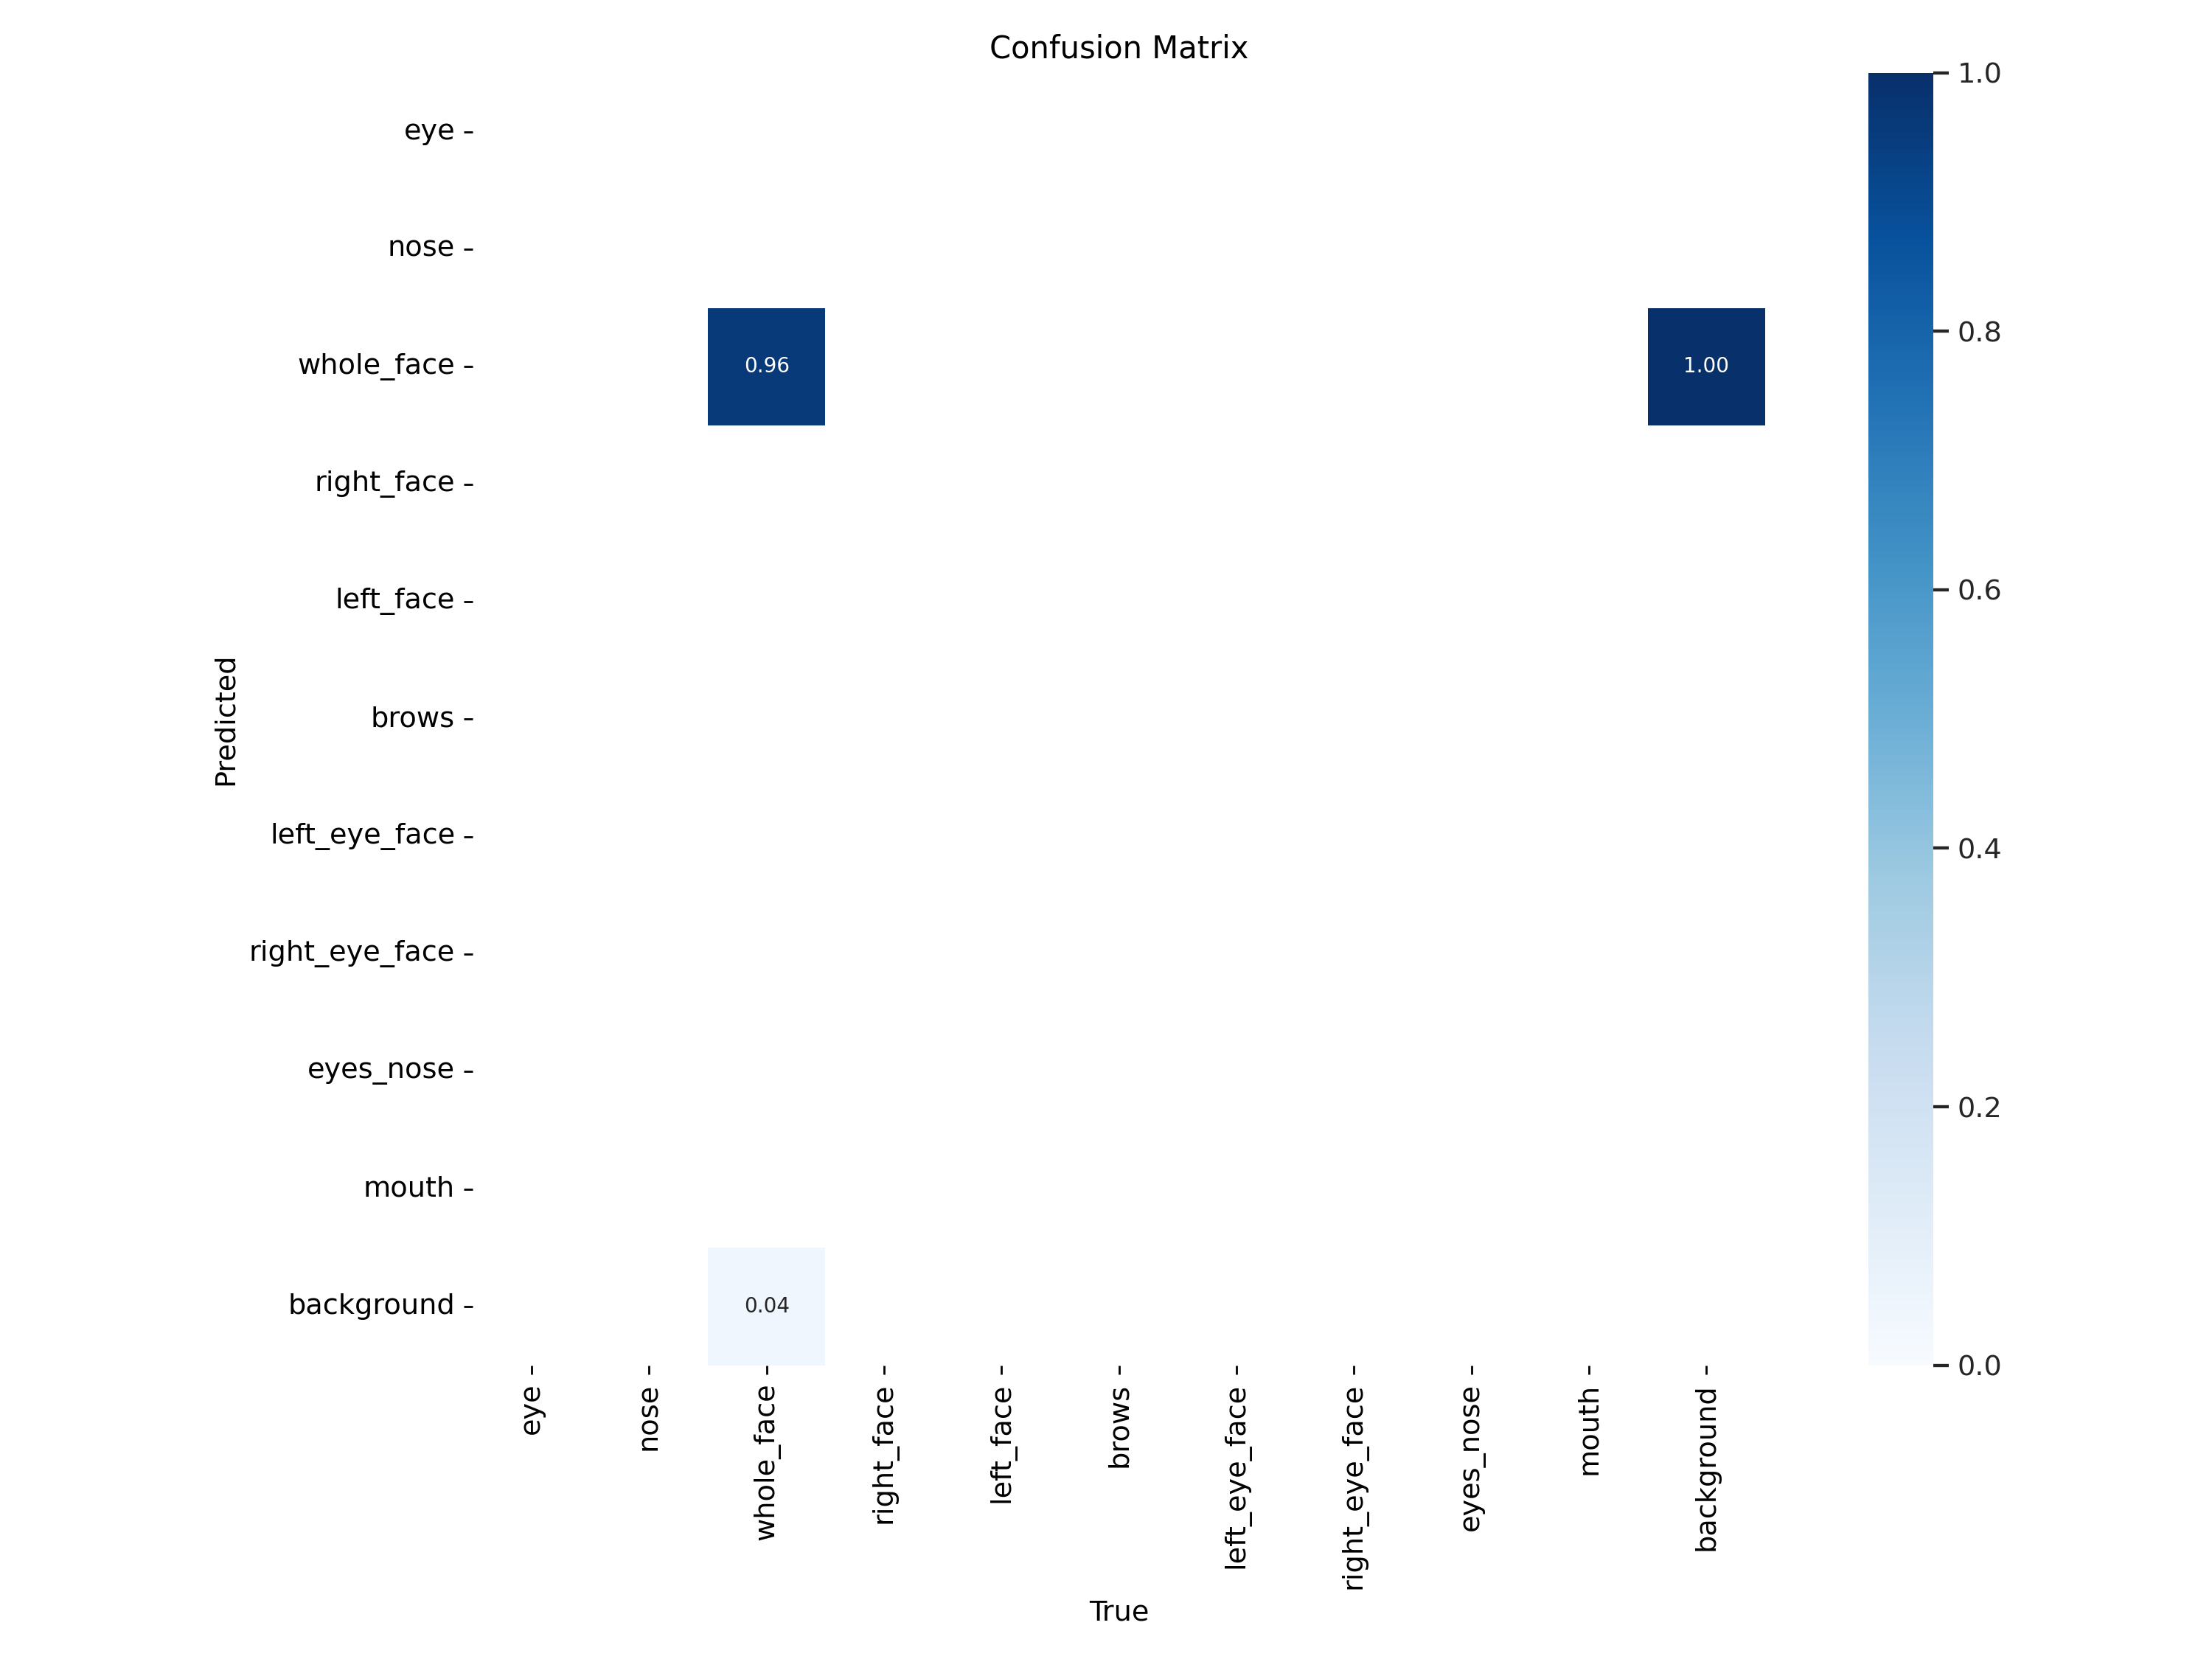 Confusion Matrix
eye
nose
whole_face
right_face
left_face
brows
left_eye_face
right_eye_face
eyes_nose
mouth
background
Predicted
0.96
1.00
0.04
eye
nose
whole_face
right_face
left_face
brows
left_eye_face
right_eye_face
eyes_nose
mouth
background
True
1.0
0.8
0.6
0.4
0.2
0.0